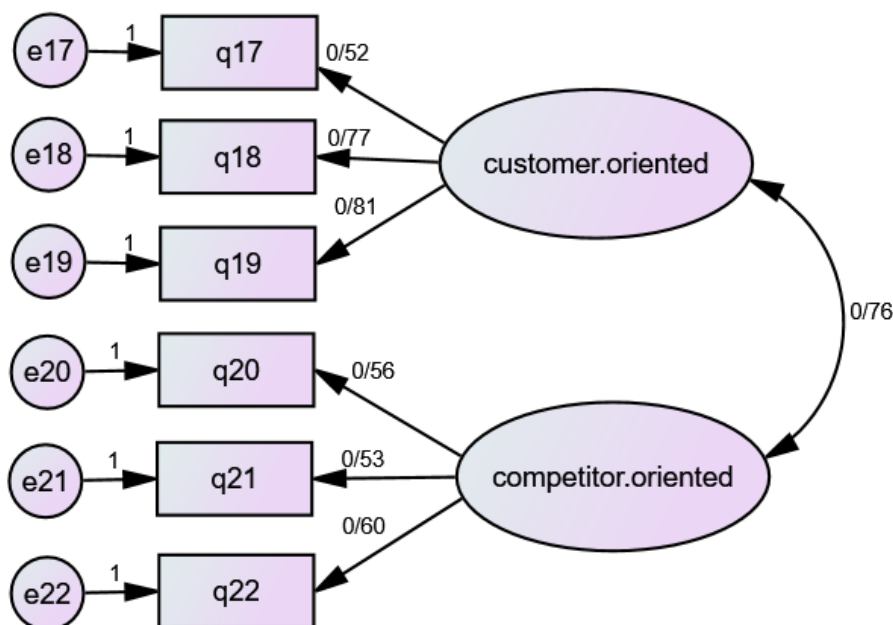 e17
1
q17
0/52
e18
1
q18
0/77
customer.oriented
e19
1
q19
0/81
0/76
e20
1
q20
0/56
e21
1
q21
0/53
competitor.oriented
e22
1
q22
0/60